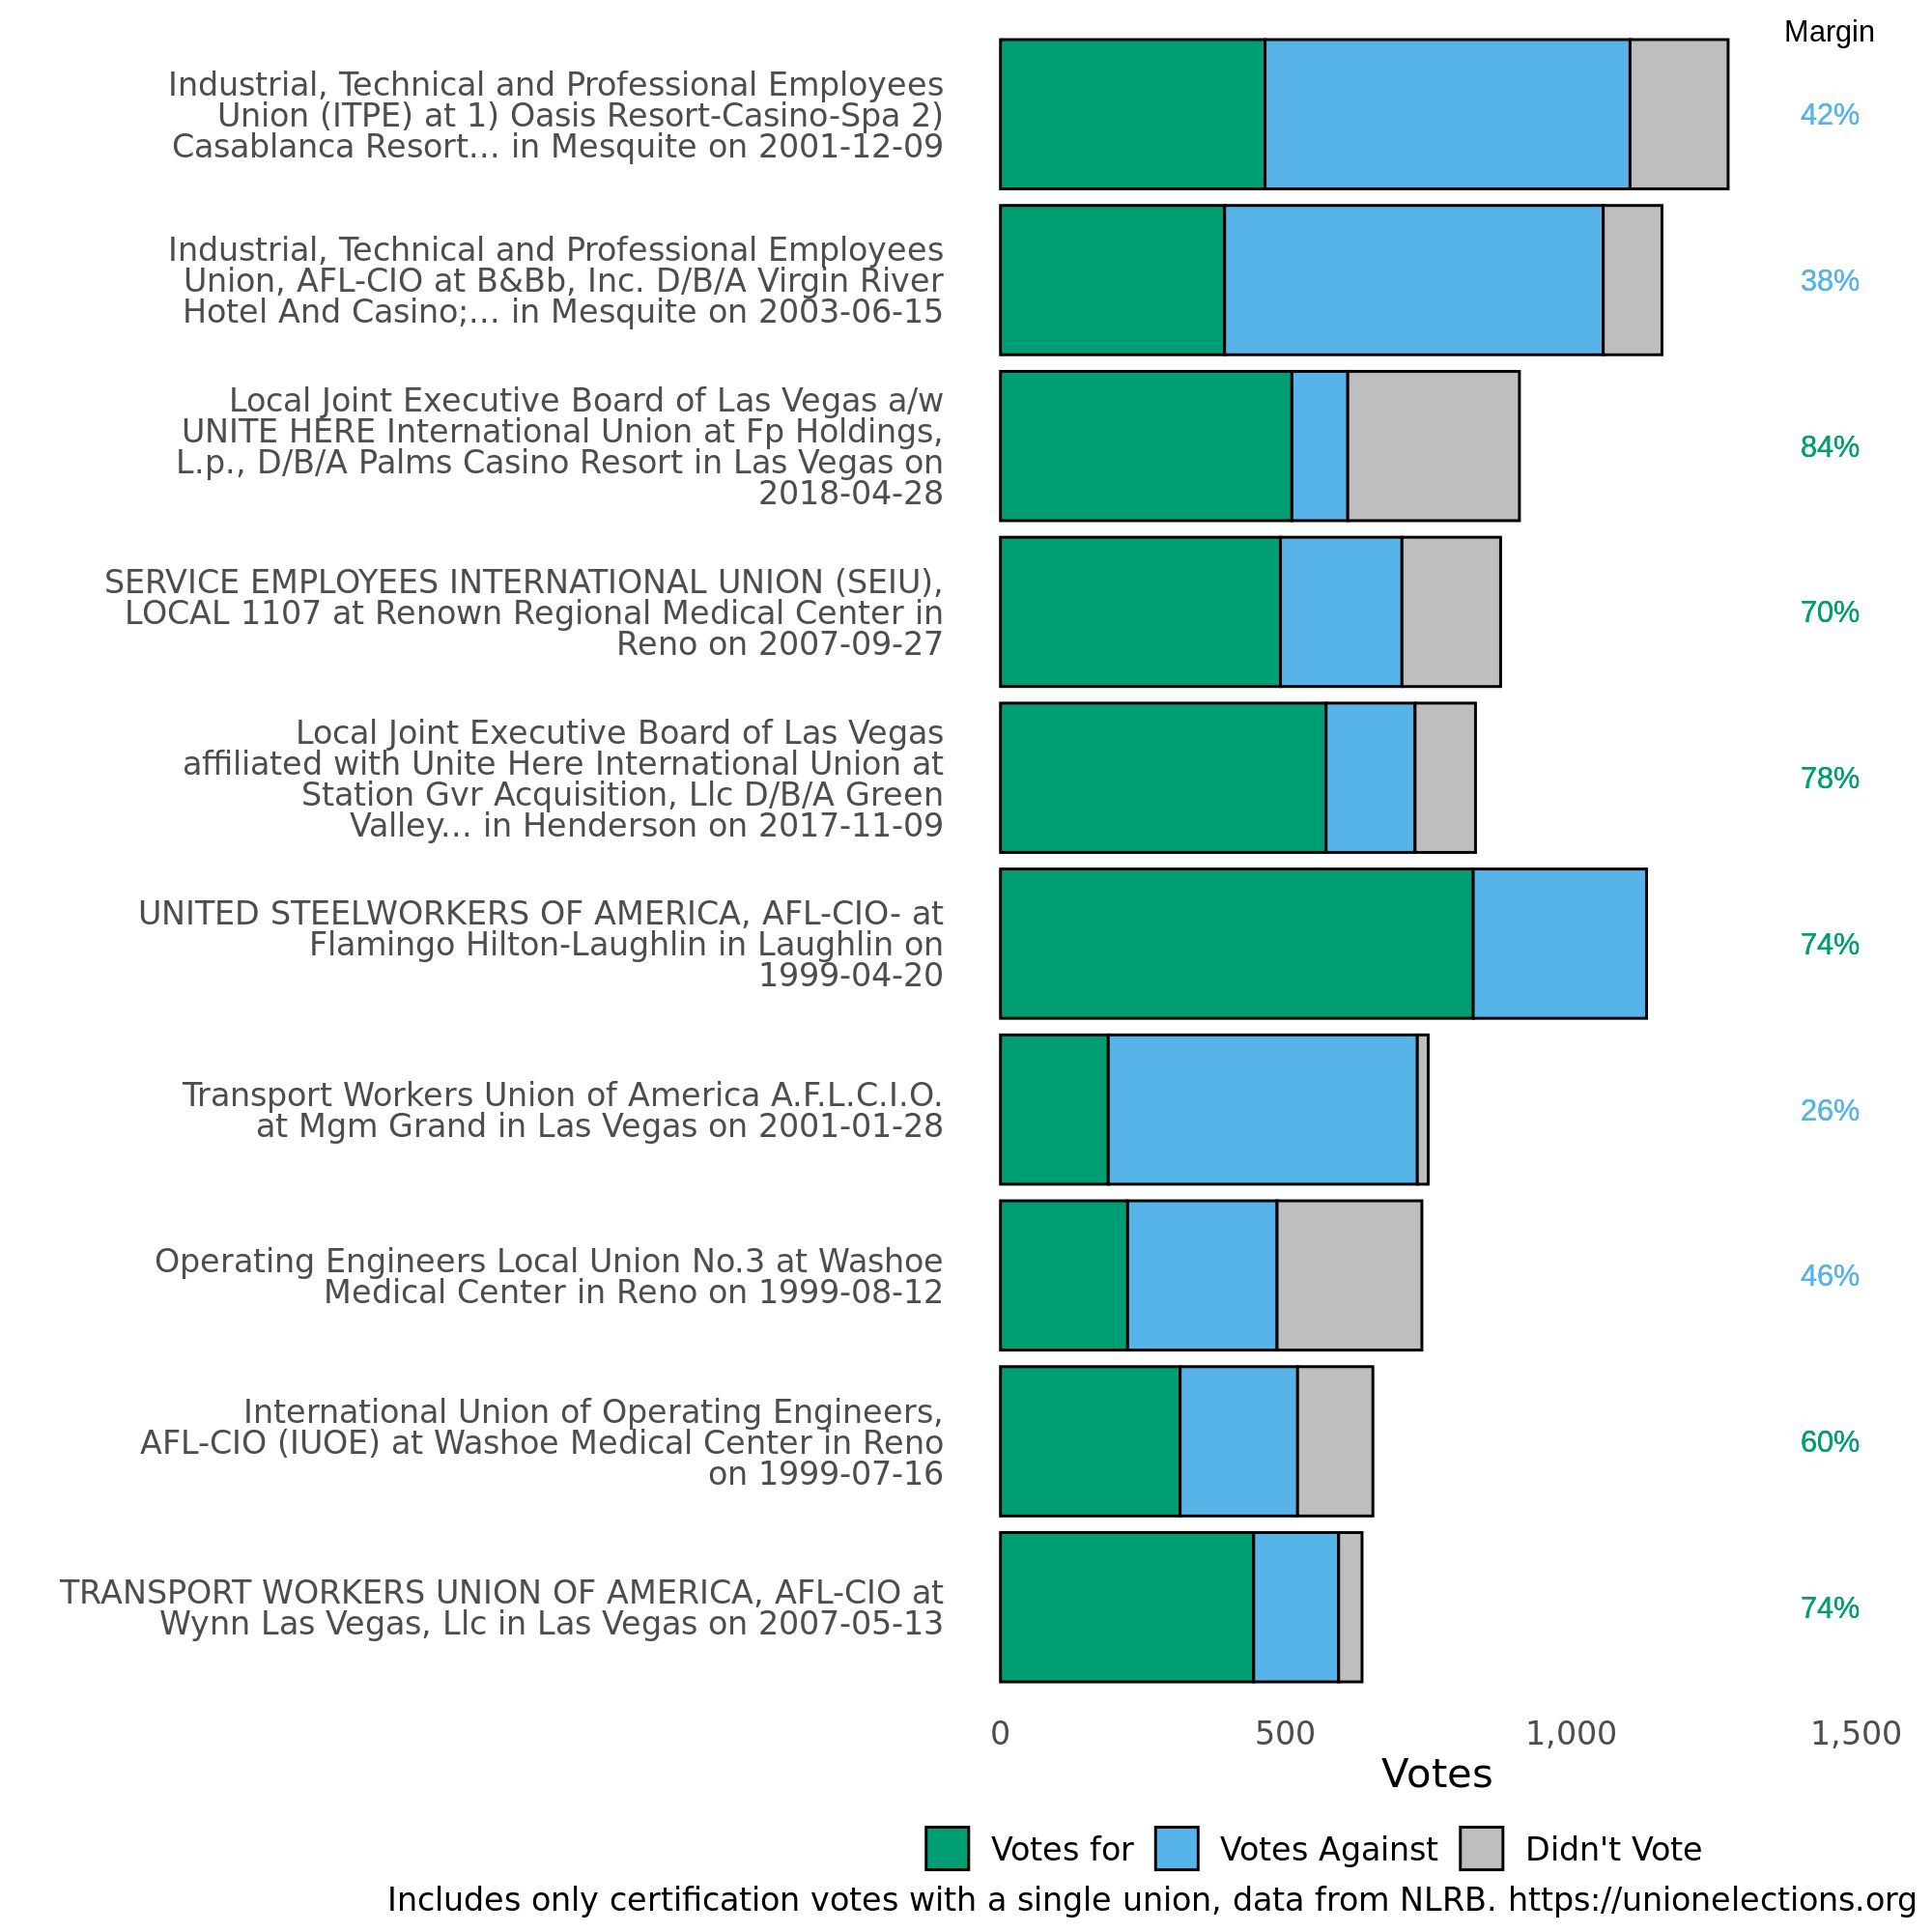 Margin
Industrial, Technical and Professional Employees
Union (ITPE) at 1) Oasis Resort-Casino-Spa 2)
Casablanca Resort... in Mesquite on 2001-12-09
42%
Industrial, Technical and Professional Employees
Union, AFL-CIO at B&Bb, Inc. D/B/A Virgin River
Hotel And Casino;... in Mesquite on 2003-06-15
38%
Local Joint Executive Board of Las Vegas a/w
UNITE HERE International Union at Fp Holdings,
L.p., D/B/A Palms Casino Resort in Las Vegas on
2018-04-28
84%
SERVICE EMPLOYEES INTERNATIONAL UNION (SEIU),
LOCAL 1107 at Renown Regional Medical Center in
Reno on 2007-09-27
70%
Local Joint Executive Board of Las Vegas
affiliated with Unite Here International Union at
Station Gvr Acquisition, Llc D/B/A Green
Valley... in Henderson on 2017-11-09
78%
UNITED STEELWORKERS OF AMERICA, AFL-CIO- at
Flamingo Hilton-Laughlin in Laughlin on
1999-04-20
74%
Transport Workers Union of America A.F.L.C.I.O.
at Mgm Grand in Las Vegas on 2001-01-28
26%
Operating Engineers Local Union No.3 at Washoe
Medical Center in Reno on 1999-08-12
46%
International Union of Operating Engineers,
AFL-CIO (IUOE) at Washoe Medical Center in Reno
on 1999-07-16
60%
TRANSPORT WORKERS UNION OF AMERICA, AFL-CIO at
Wynn Las Vegas, Llc in Las Vegas on 2007-05-13
74%
0 500 1,000 1,500
Votes
Votes for Votes Against Didn't Vote
Includes only certification votes with a single union, data from NLRB. https://unionelections.org